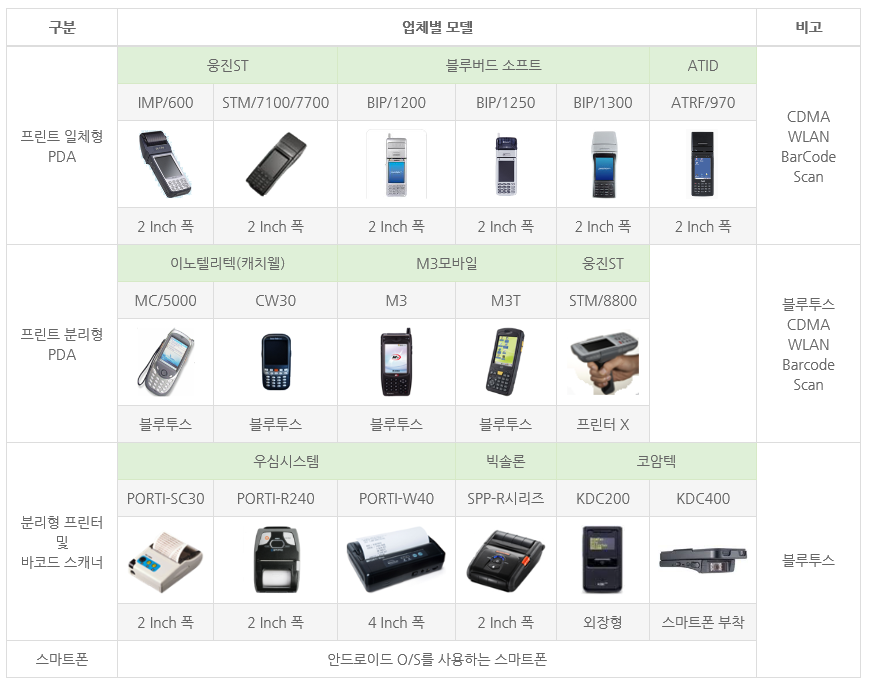 구분 업체별 모델 비고
웅진ST 블루버드 소프트 ATID
IMP/600 STM/7100/7700 BIP/1200 BIP/1250 BIP/1300 ATRF/970
프린트 일체형
PDA
CDMA
WLAN
BarCode
Scan
2 Inch 폭 2 Inch 폭 2 Inch 폭 2 Inch 폭 2 Inch 폭 2 Inch 폭
이노텔리텍(캐치웰) M3모바일 웅진ST
MC/5000 CW30 M3 M3T STM/8800
프린트 분리형
PDA
블루투스
CDMA
WLAN
Barcode
Scan
블루투스 블루투스 블루투스 블루투스 프린터 X
우심시스템 빅솔론 코암텍
PORTI-SC30 PORTI-R240 PORTI-W40 SPP-R시리즈 KDC200 KDC400
분리형 프린터
및
바코드 스캐너
블루투스
2 Inch 폭 2 Inch 폭 4 Inch 폭 2 Inch 폭 외장형 스마트폰 부착
스마트폰 안드로이드 O/S를 사용하는 스마트폰